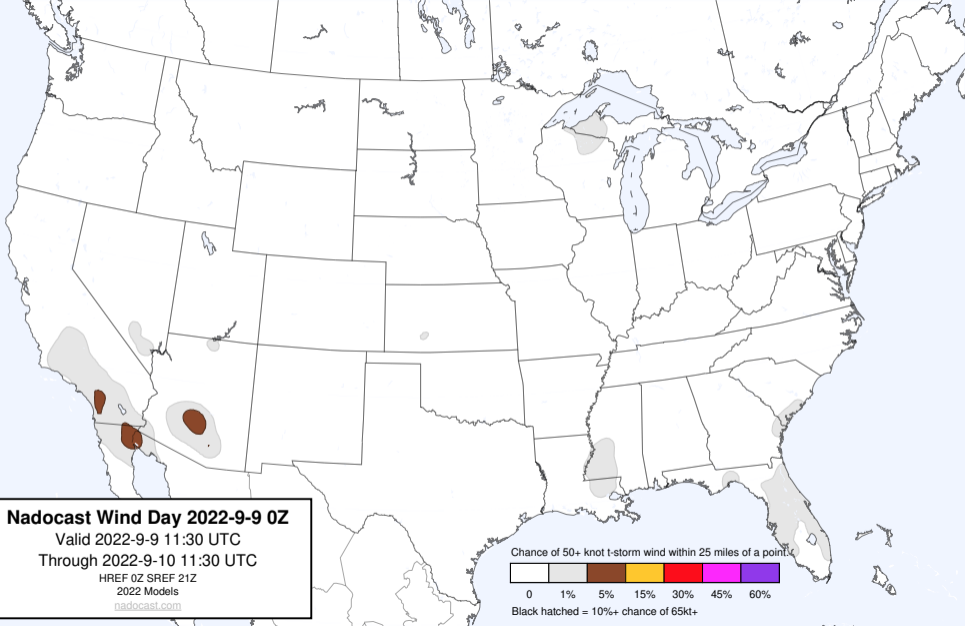 Nadocast Wind Day 2022-9-9 0Z
Valid 2022-9-9 11:30 UTC
Through 2022-9-10 11:30 UTC
HREF 0Z SREF 21Z
2022 Models
nadocast.com
Chance of 50+ knot t-storm wind within 25 miles of a point.
0 1% 5% 15% 30% 45% 60%
Black hatched = 10%+ chance of 65kt+